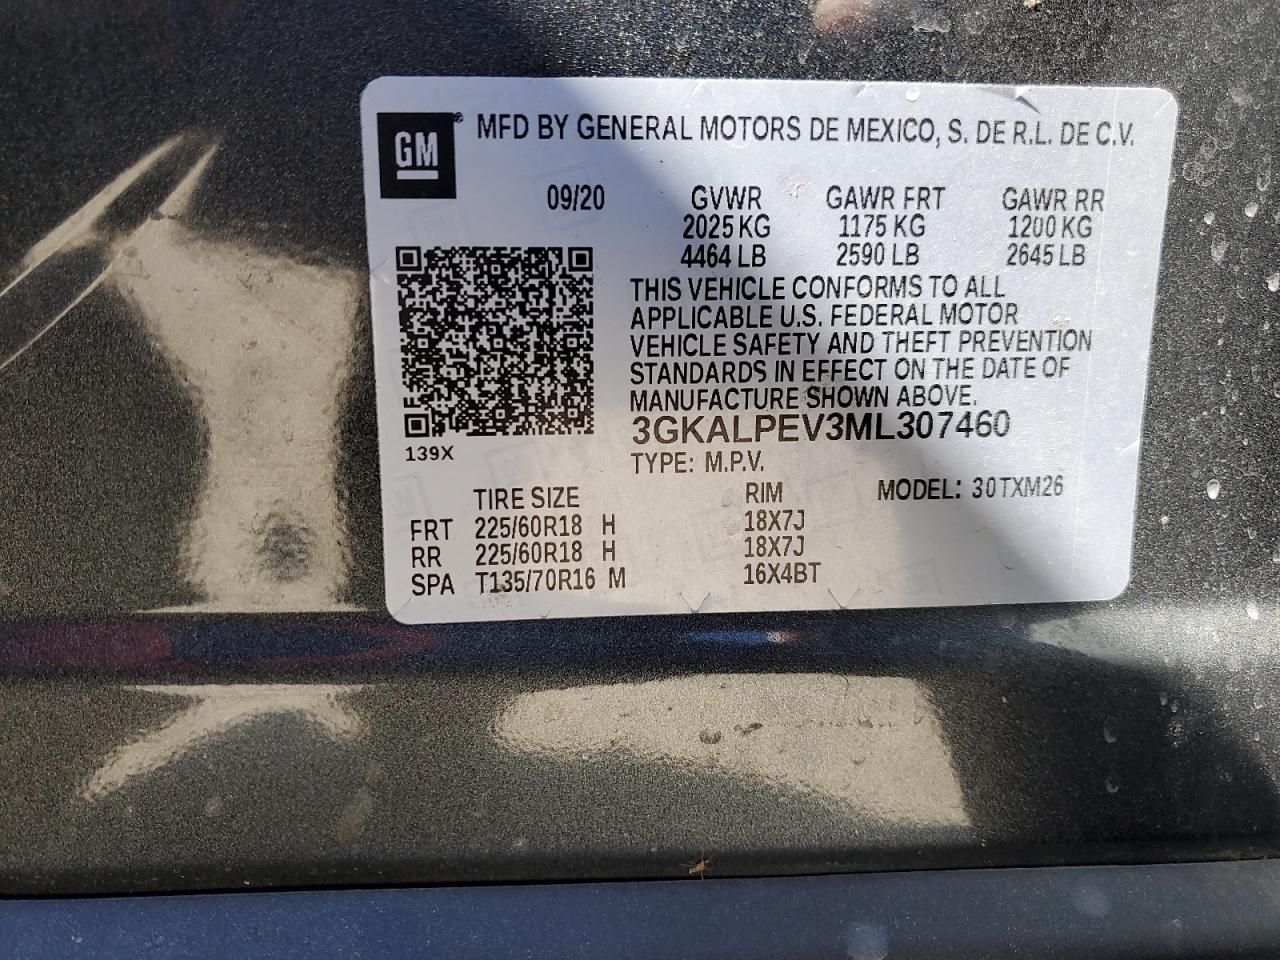 GM ® MFD BY GENERAL MOTORS DE MEXICO, S. DE R.L. DE C.V.
09/20 GVWR GAWR FRT GAWR RR
2025 KG 1175 KG 1200 KG
4464 LB 2590 LB 2645 LB
THIS VEHICLE CONFORMS TO ALL
APPLICABLE U.S. FEDERAL MOTOR
VEHICLE SAFETY AND THEFT PREVENTION
STANDARDS IN EFFECT ON THE DATE OF
MANUFACTURE SHOWN ABOVE.
3GKALPEV3ML307460
139X
TYPE: M.P.V.
TIRE SIZE RIM MODEL: 30TXM26
FRT 225/60R18 H 18X7J
RR 225/60R18 H 18X7J
SPA T135/70R16 M 16X4BT